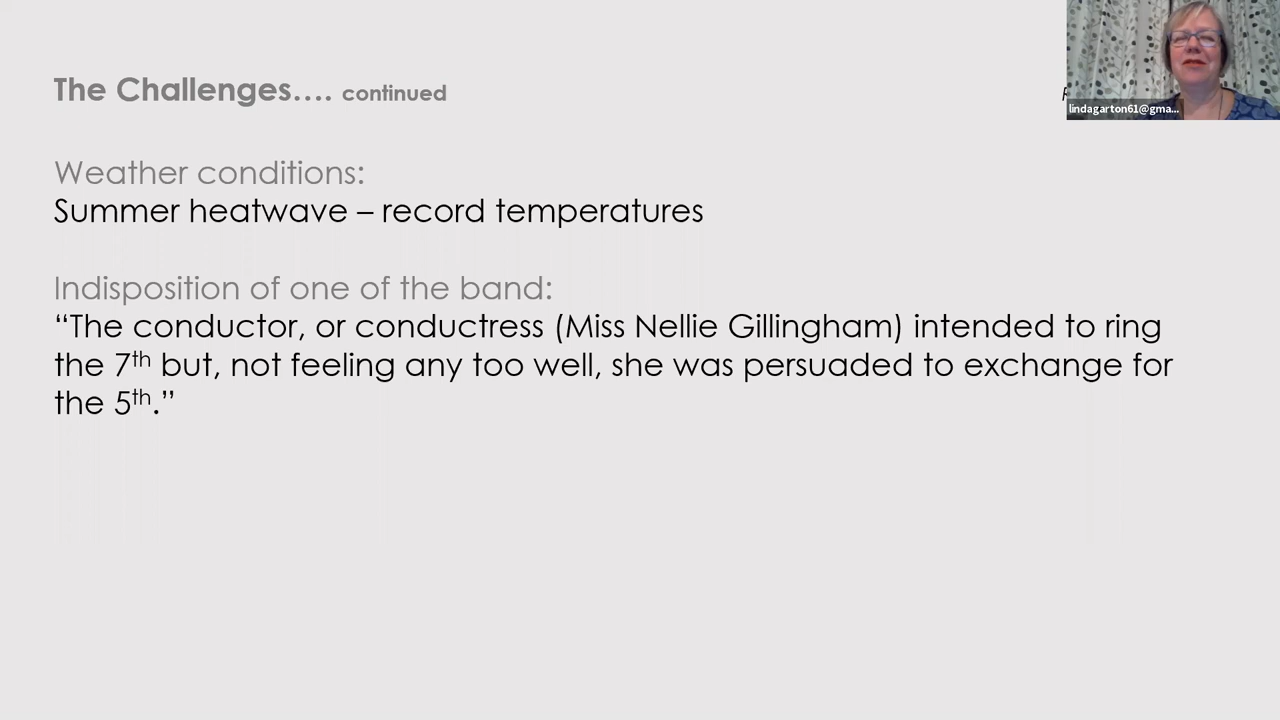 The Challenges…. continued
lindagarton61@gma...
Weather conditions:
Summer heatwave – record temperatures
Indisposition of one of the band:
“The conductor, or conductress (Miss Nellie Gillingham) intended to ring
the 7th but, not feeling any too well, she was persuaded to exchange for
the 5th.”